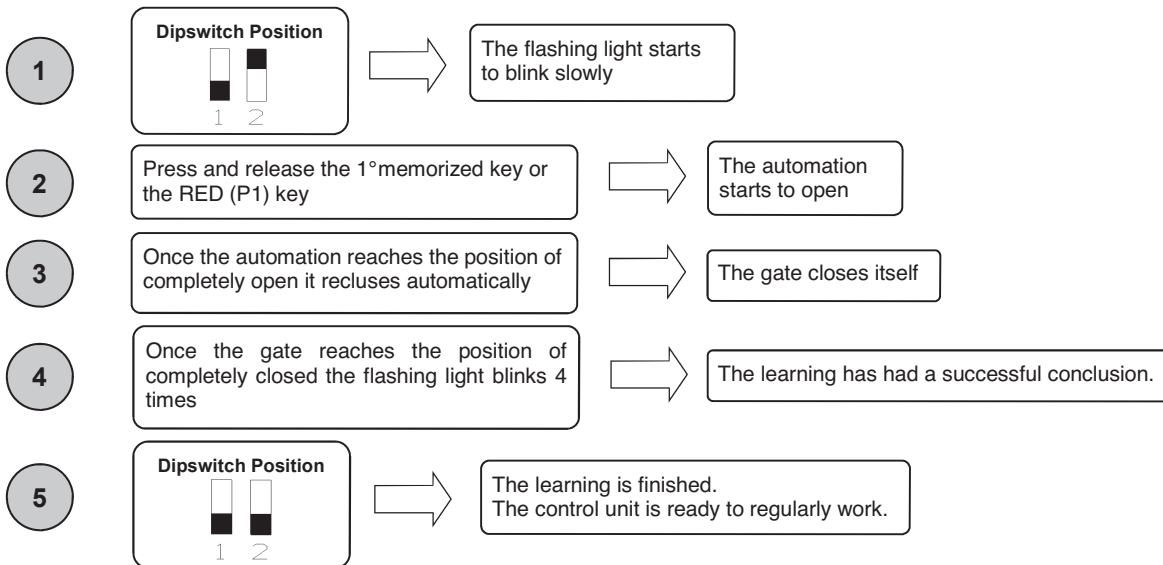 1
Dipswitch Position
1 2
The flashing light starts
to blink slowly
2
Press and release the 1°memorized key or
the RED (P1) key
The automation
starts to open
3
Once the automation reaches the position of
completely open it recluses automatically
The gate closes itself
4
Once the gate reaches the position of
completely closed the flashing light blinks 4
times
The learning has had a successful conclusion.
5
Dipswitch Position
1 2
The learning is finished.
The control unit is ready to regularly work.